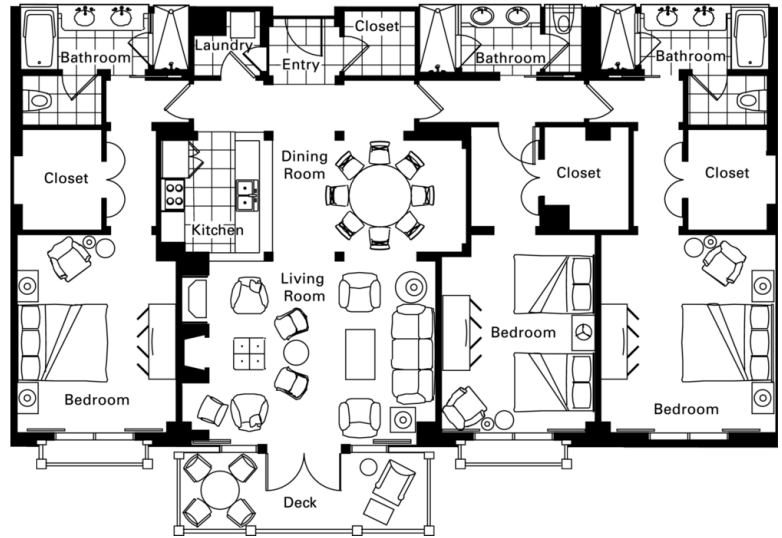 Closet
Laundry
Bathroom
Bathroom
Bathroom
Entry
Dining
Room
Closet
Closet
Closet
Kitchen
Living
Room
Bedroom
Bedroom
Bedroom
Deck